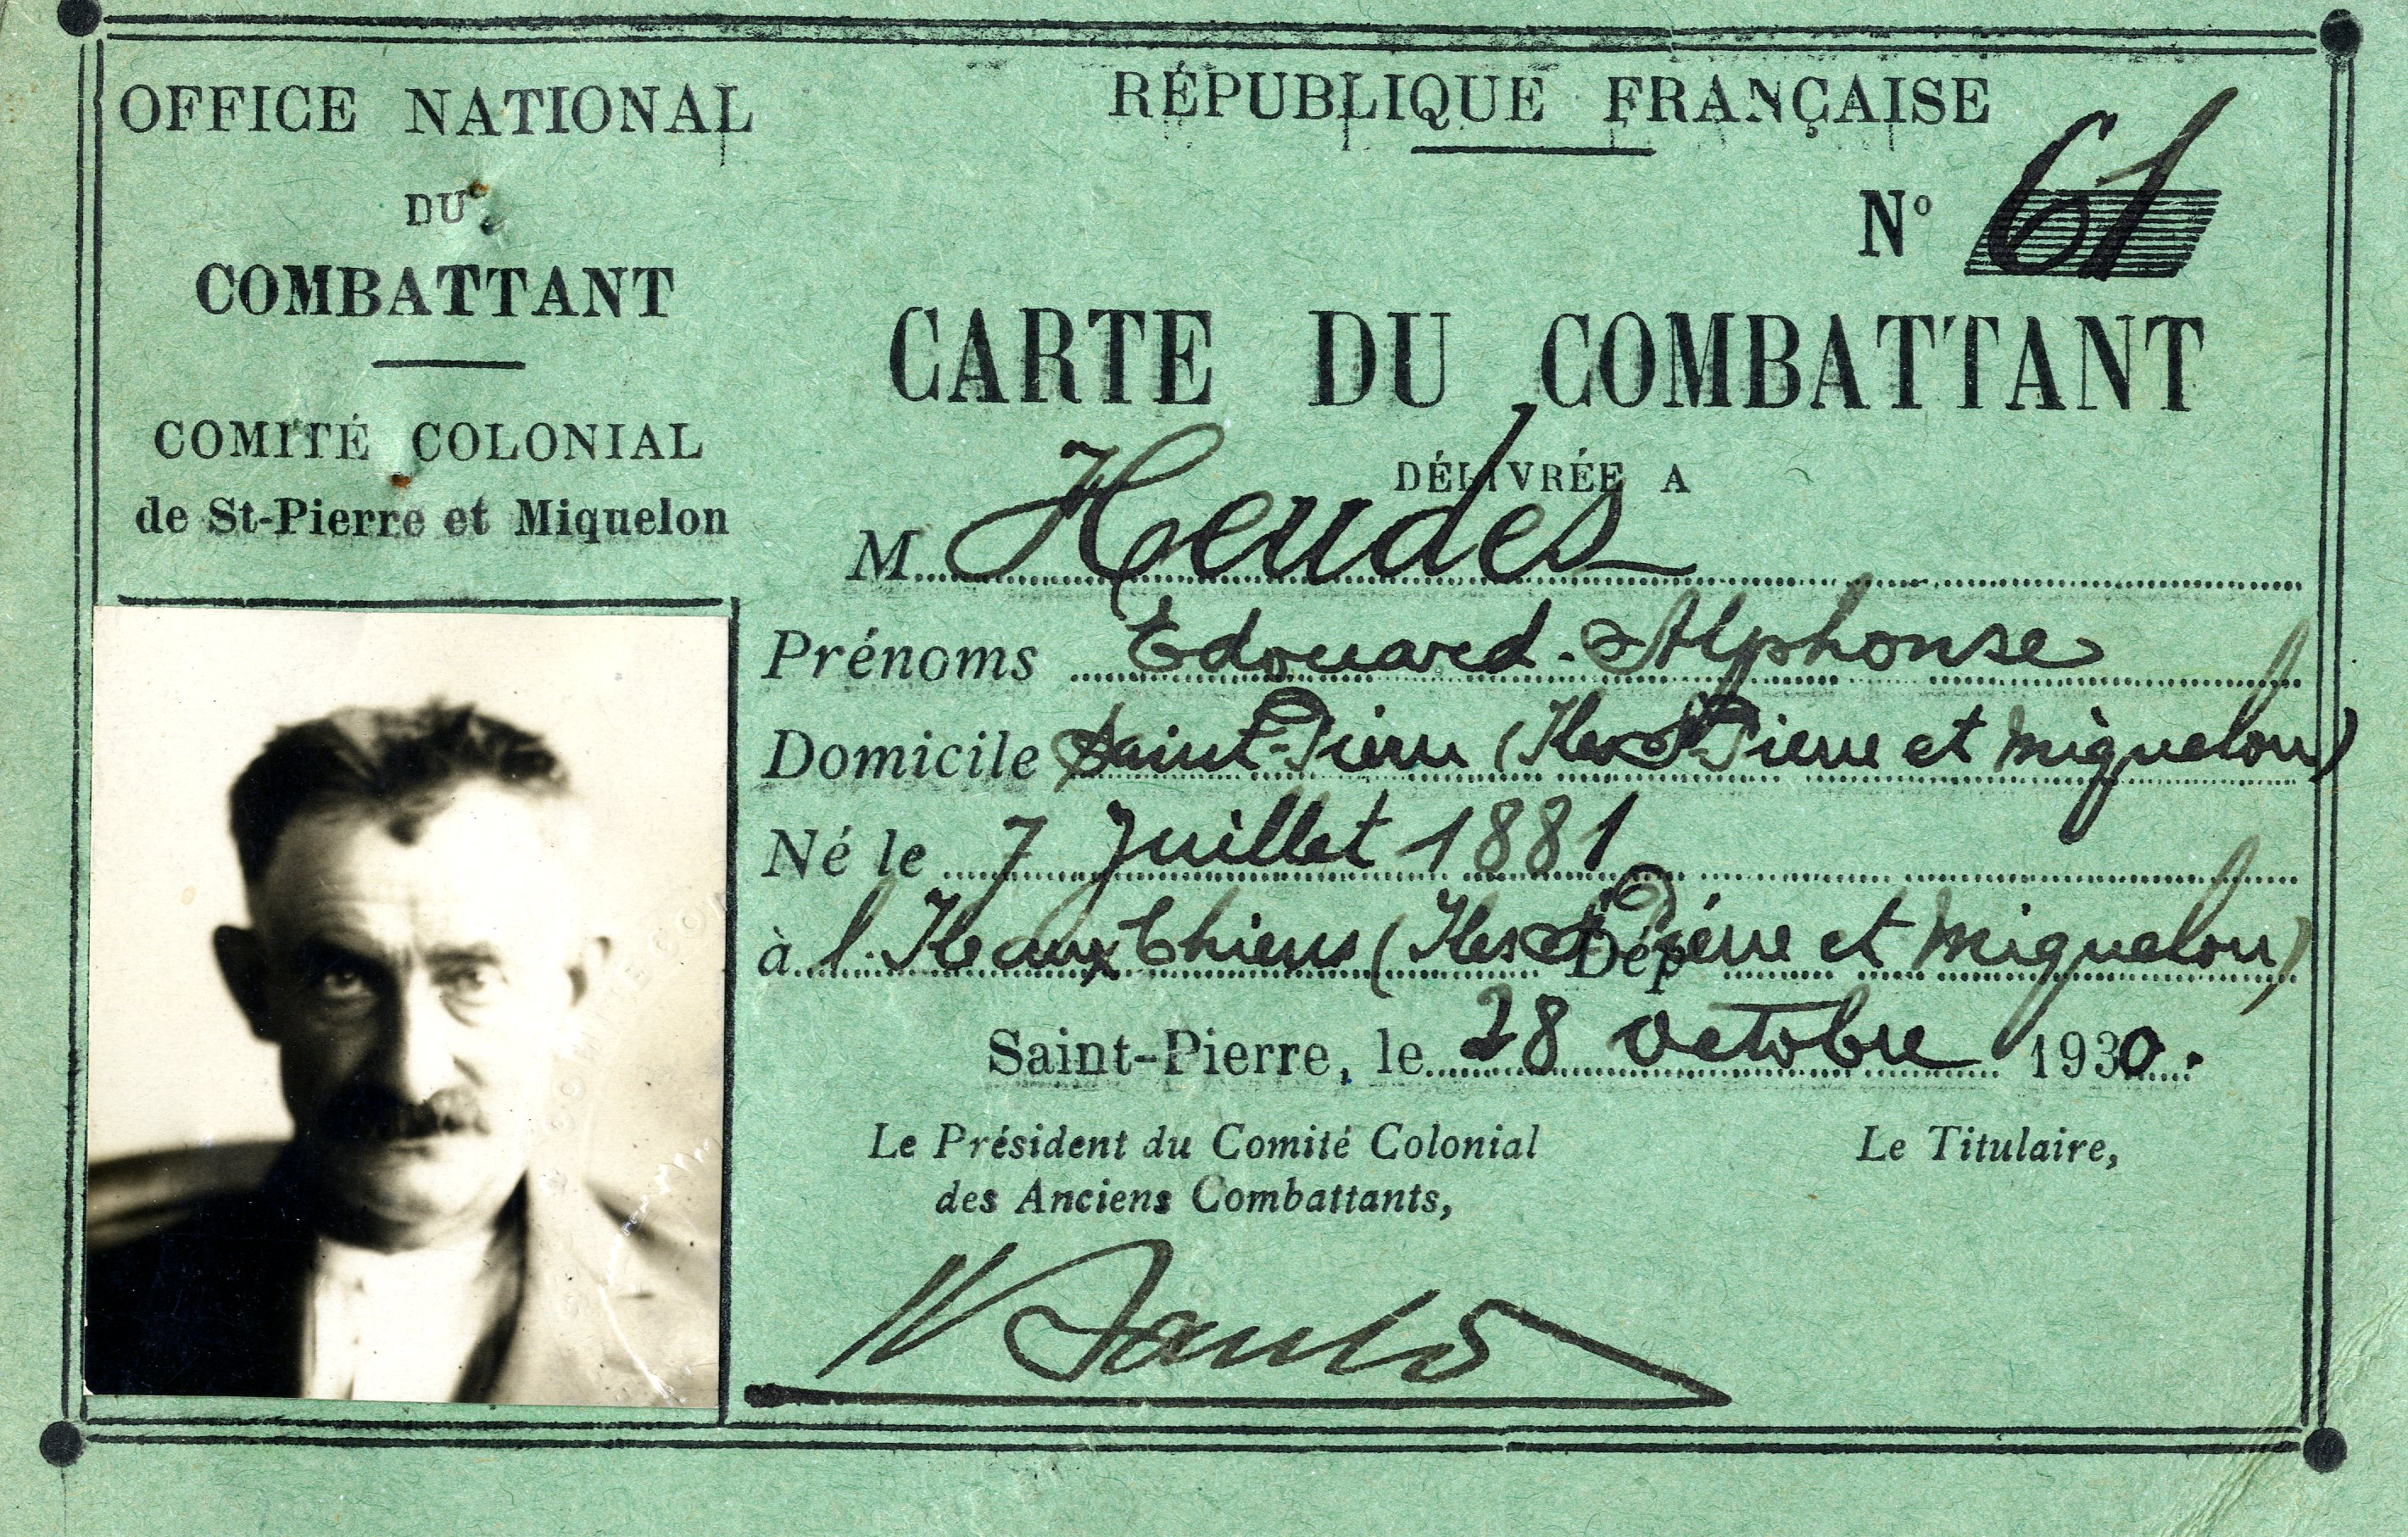 OFFICE NATIONAL
DU
COMBATTANT
COMITÉ COLONIAL
de St-Pierre et Miquelon
RÉPUBLIQUE FRANÇAISE
N° 61
CARTE DU COMBATTANT
DÉLIVRÉE A
M. Heudes
Prénoms Edouard-Alphonse
Domicile Saint-Pierre (Iles St Pierre et Miquelon)
Né le 7 Juillet 1881
à l'Ile aux Chiens (Iles St Pierre et Miquelon) Dép
Saint-Pierre, le 28 octobre 1930.
Le Président du Comité Colonial
des Anciens Combattants,
Le Titulaire,